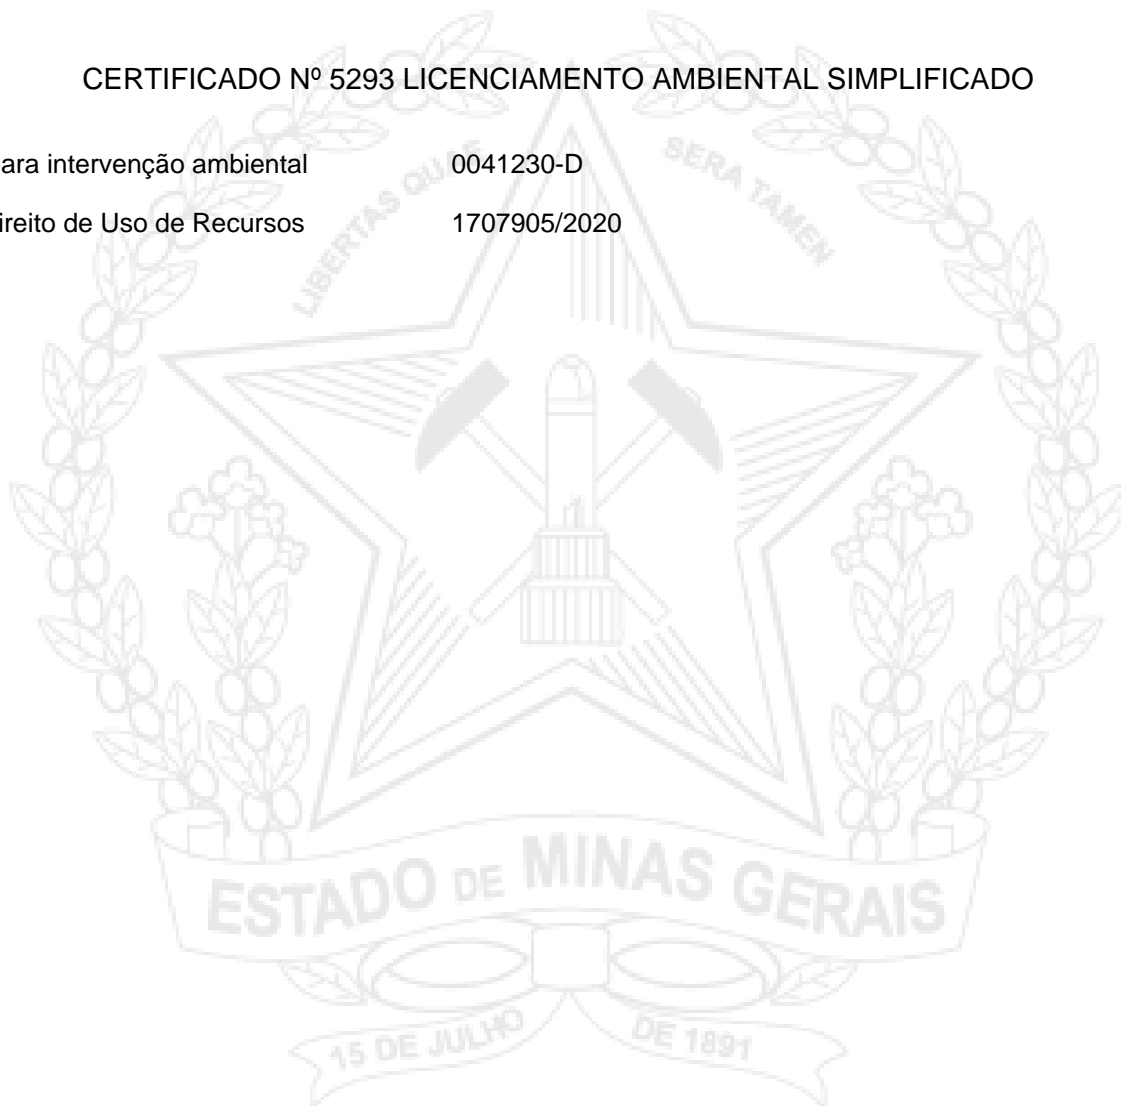 CERTIFICADO Nº 5293 LICENCIAMENTO AMBIENTAL SIMPLIFICADO
ara intervenção ambiental 0041230-D
ireito de Uso de Recursos 1707905/2020
LIBERTAS QUÆ SERA TAMEN
ESTADO DE MINAS GERAIS
15 DE JULHO DE 1891